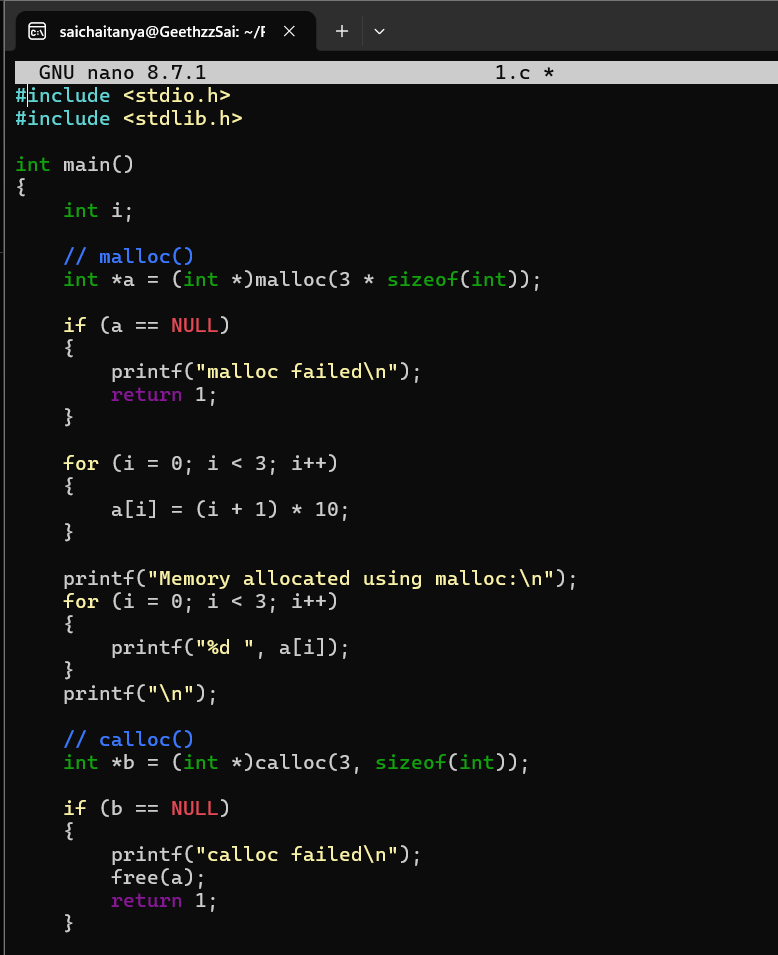 saichaitanya@GeethzzSai: ~/F
GNU nano 8.7.1 1.c *
#include <stdio.h>
#include <stdlib.h>

int main()
{
    int i;

    // malloc()
    int *a = (int *)malloc(3 * sizeof(int));

    if (a == NULL)
    {
        printf("malloc failed\n");
        return 1;
    }

    for (i = 0; i < 3; i++)
    {
        a[i] = (i + 1) * 10;
    }

    printf("Memory allocated using malloc:\n");
    for (i = 0; i < 3; i++)
    {
        printf("%d ", a[i]);
    }
    printf("\n");

    // calloc()
    int *b = (int *)calloc(3, sizeof(int));

    if (b == NULL)
    {
        printf("calloc failed\n");
        free(a);
        return 1;
    }